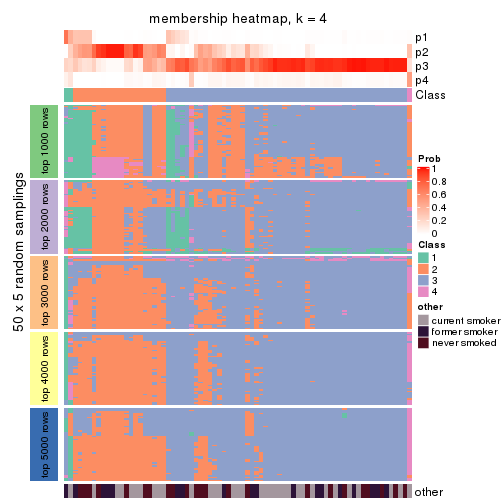 membership heatmap, k = 4
p1
p2
p3
p4
Class
50 x 5 random samplings
top 1000 rows
top 2000 rows
top 3000 rows
top 4000 rows
top 5000 rows
other
Prob
1
0.8
0.6
0.4
0.2
0
Class
1
2
3
4
other
current smoker
former smoker
never smoked